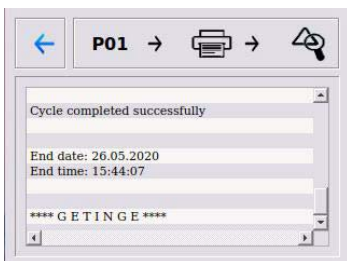 P01
Cycle completed successfully
End date: 26.05.2020
End time: 15:44:07
**** G E T I N G E ****